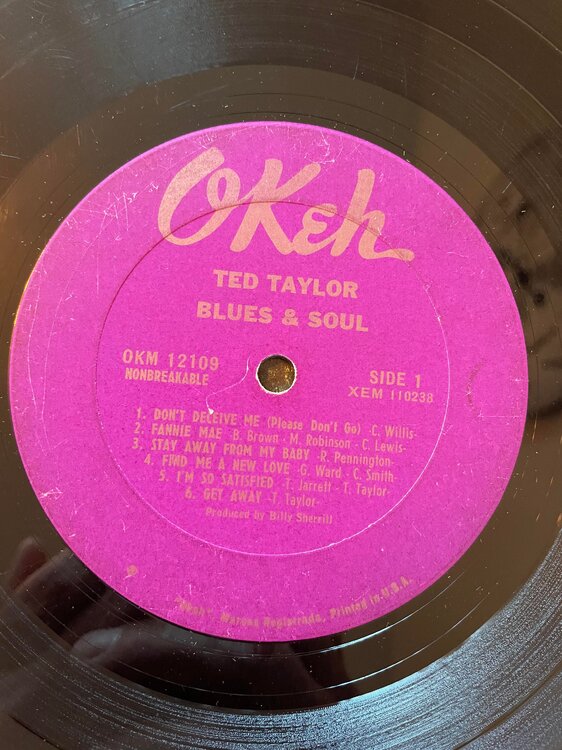 OKeh
TED TAYLOR
BLUES & SOUL
OKM 12109
NONBREAKABLE
SIDE 1
XEM 110238
1. DON'T DECEIVE ME (Please Don't Go) -C. Willis-
2. FANNIE MAE -B. Brown - M. Robinson - C. Lewis-
3. STAY AWAY FROM MY BABY -R. Pennington-
4. FIND ME A NEW LOVE -G. Ward - C. Smith-
5. I'M SO SATISFIED -T. Jarrett - T. Taylor-
6. GET AWAY -T. Taylor-
Produced by Billy Sherrill
℗
"Okeh", Marcas Registradas, Printed in U.S.A.